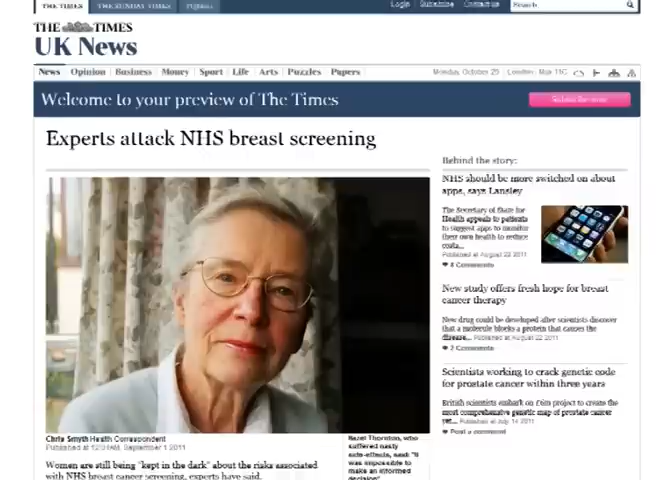 THE TIMES
THE SUNDAY TIMES
Login
Subscribe
Contact us
Search
THE TIMES
UK News
News
Opinion
Business
Money
Sport
Life
Arts
Puzzles
Papers
Monday, October
London
Welcome to your preview of The Times
Experts attack NHS breast screening
Chris Smyth Health Correspondent
Published at 12:01AM, September 1 2011
Women are still being "kept in the dark" about the risks associated
with NHS breast cancer screening, experts have said.
Hazel Thornton, who
suffered nasty
side-effects, said: "It
was impossible to
make an informed
decision"
Behind the story:
NHS should be more switched on about
apps, says Lansley
The Secretary of State for
Health appeals to patients
to suggest apps to monitor
their own health to reduce
costs...
Published at August 22 2011
4 Comments
New study offers fresh hope for breast
cancer therapy
New drug could be developed after scientists discover
that a molecule blocks a protein that causes the
disease... Published at August 22 2011
2 Comments
Scientists working to crack genetic code
for prostate cancer within three years
British scientists embark on £15m project to create the
most comprehensive genetic map of prostate cancer
yet... Published at July 14 2011
Post a comment